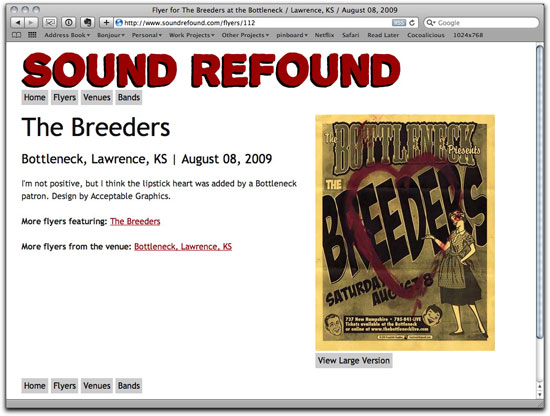 Flyer for The Breeders at the Bottleneck / Lawrence, KS / August 08, 2009
http://www.soundrefound.com/flyers/112
RSS
Google
Address Book Bonjour Personal Work Projects Other Projects pinboard Netflix Safari Read Later Cocoalicious 1024x768
SOUND REFOUND
Home Flyers Venues Bands
The Breeders
Bottleneck, Lawrence, KS | August 08, 2009
I'm not positive, but I think the lipstick heart was added by a Bottleneck
patron. Design by Acceptable Graphics.
More flyers featuring: The Breeders
More flyers from the venue: Bottleneck, Lawrence, KS
The BOTTLENECK
Presents
THE
BREEDERS
SATURDAY
AUGUST 8
737 New Hampshire • 785-841-LIVE
Tickets available at the Bottleneck
or online at www.thebottlenecklive.com
View Large Version
Home Flyers Venues Bands